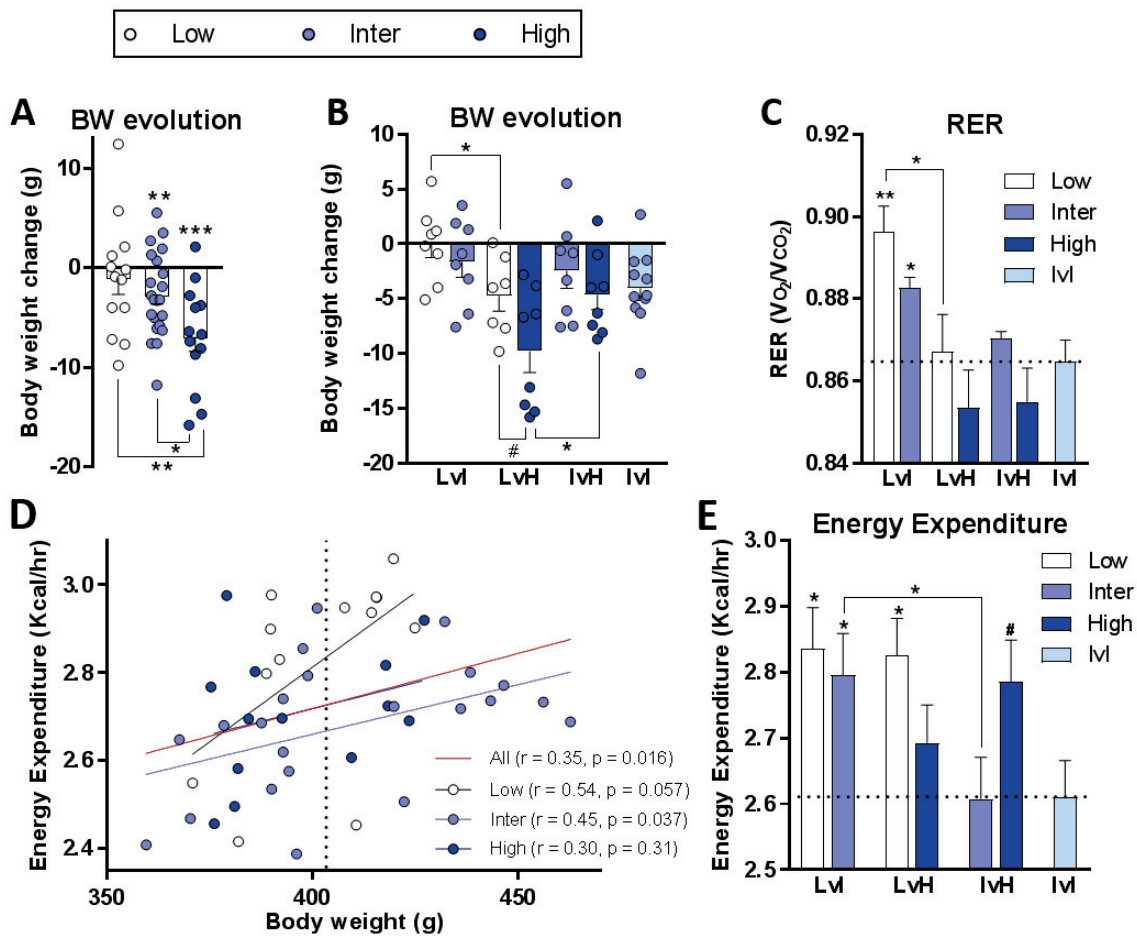 Low Inter High
A
BW evolution
Body weight change (g)
10
0
-10
-20
**
***
*
**
B
BW evolution
Body weight change (g)
10
5
0
-5
-10
-15
-20
*
#
*
LvI LvH IvH IvI
C
RER
RER (VO2/VCO2)
0.92
0.90
0.88
0.86
0.84
**
*
*
Low
Inter
High
IvI
LvI LvH IvH IvI
D
Energy Expenditure (Kcal/hr)
3.0
2.8
2.6
2.4
All (r = 0.35, p = 0.016)
Low (r = 0.54, p = 0.057)
Inter (r = 0.45, p = 0.037)
High (r = 0.30, p = 0.31)
350 400 450
Body weight (g)
E
Energy Expenditure
Energy Expenditure (Kcal/hr)
2.9
2.8
2.7
2.6
2.5
*
*
*
*
#
Low
Inter
High
IvI
LvI LvH IvH IvI